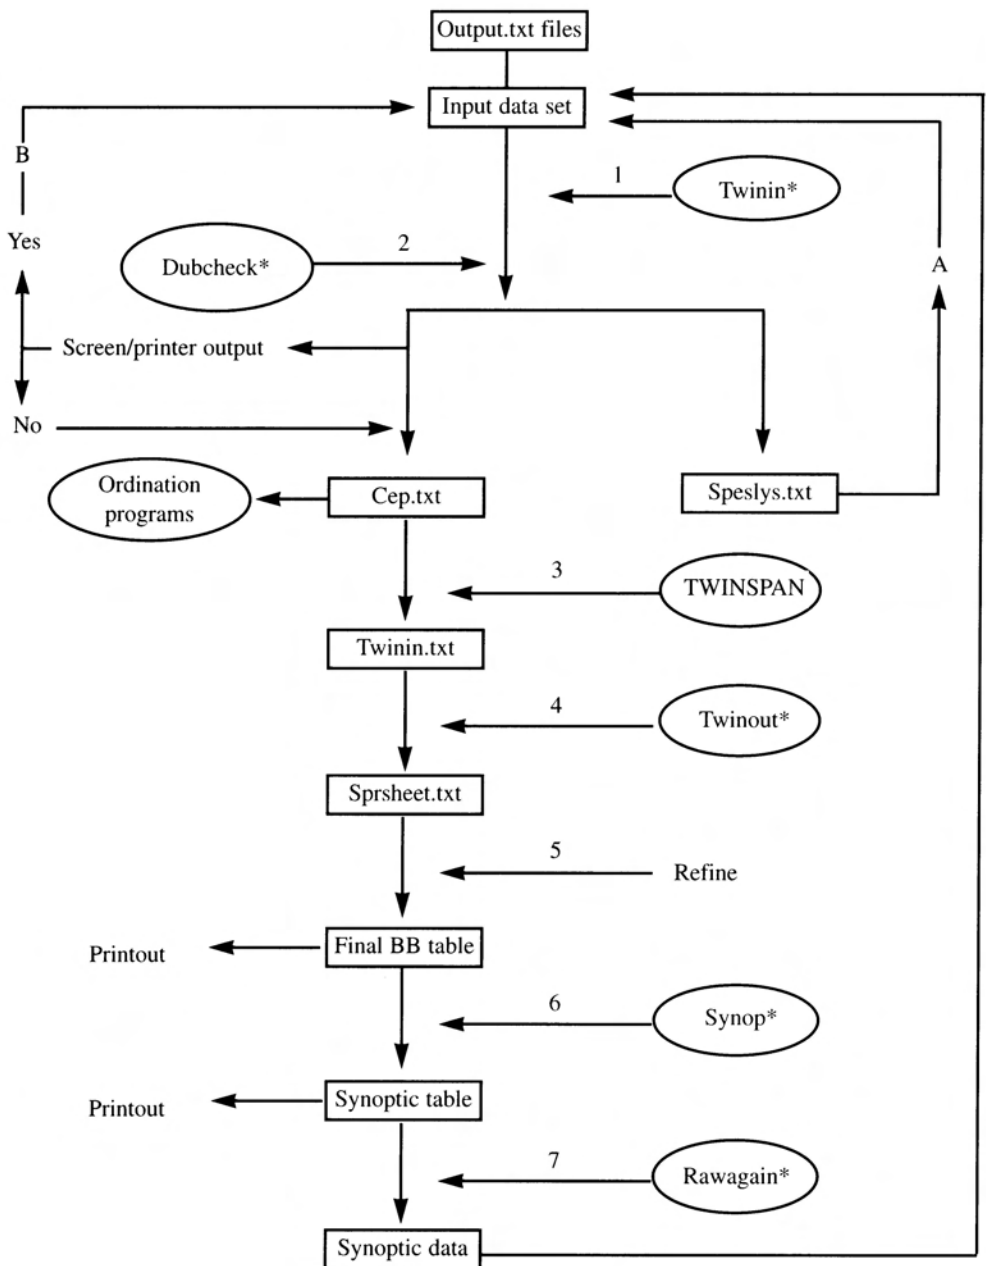 Output.txt files
Input data set
B
1
Twinin*
Yes
2
Dubcheck*
A
Screen/printer output
No
Ordination
programs
Cep.txt
Speslys.txt
3
TWINSPAN
Twinin.txt
4
Twinout*
Sprsheet.txt
5
Refine
Printout
Final BB table
6
Synop*
Printout
Synoptic table
7
Rawagain*
Synoptic data